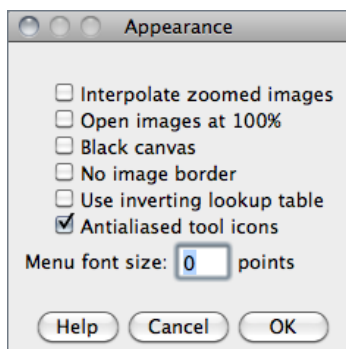 Appearance
Interpolate zoomed images
Open images at 100%
Black canvas
No image border
Use inverting lookup table
Antialiased tool icons
Menu font size: 0 points
Help Cancel OK